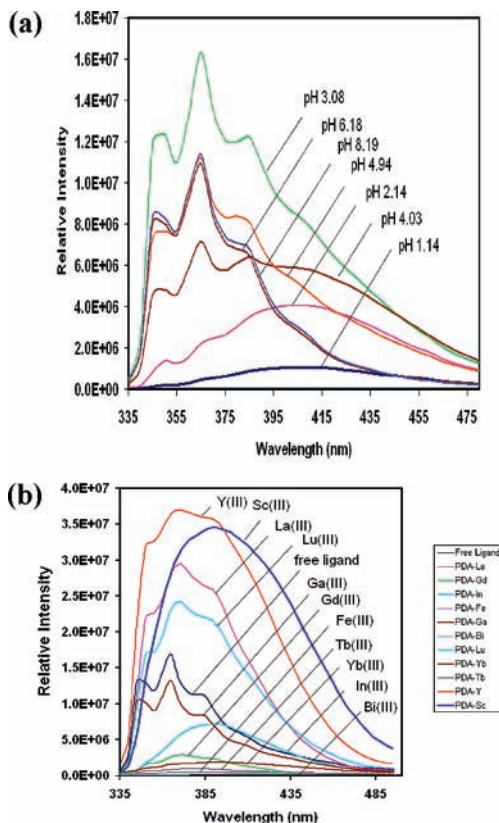 (a)
1.8E+07
1.6E+07
1.4E+07
1.2E+07
1.0E+07
8.0E+06
6.0E+06
4.0E+06
2.0E+06
0.0E+00
Relative Intensity
pH 3.08
pH 6.18
pH 8.19
pH 4.94
pH 2.14
pH 4.03
pH 1.14
335 355 375 395 415 435 455 475
Wavelength (nm)
(b)
4.0E+07
3.5E+07
3.0E+07
2.5E+07
2.0E+07
1.5E+07
1.0E+07
5.0E+06
0.0E+00
Relative Intensity
Y(III)
Sc(III)
La(III)
Lu(III)
free ligand
Ga(III)
Gd(III)
Fe(III)
Tb(III)
Yb(III)
In(III)
Bi(III)
335 385 435 485
Wavelength (nm)
Free Ligand
PDA-La
PDA-Gd
PDA-In
PDA-Fe
PDA-Ga
PDA-Bi
PDA-Lu
PDA-Yb
PDA-Tb
PDA-Y
PDA-Sc